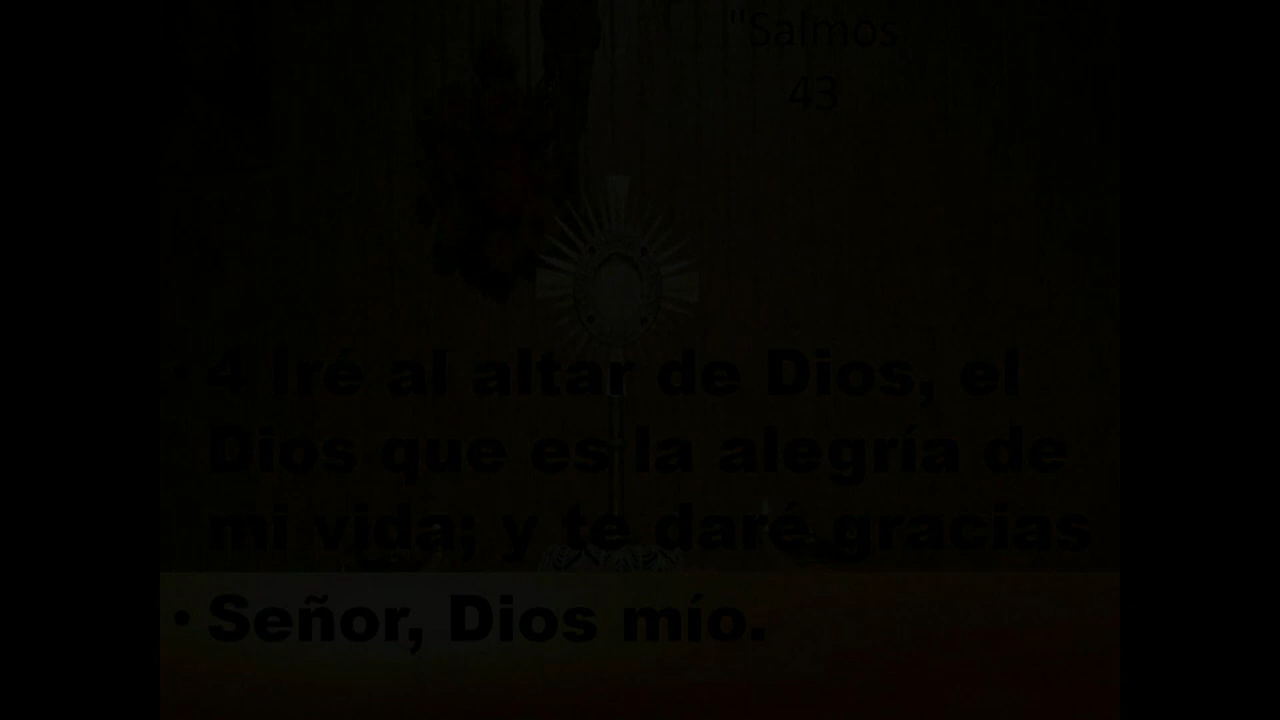 "Salmos,
43
• 4 Iré al altar de Dios, el
Dios que es la alegría de
mi vida; y te daré gracias
• Señor, Dios mío.